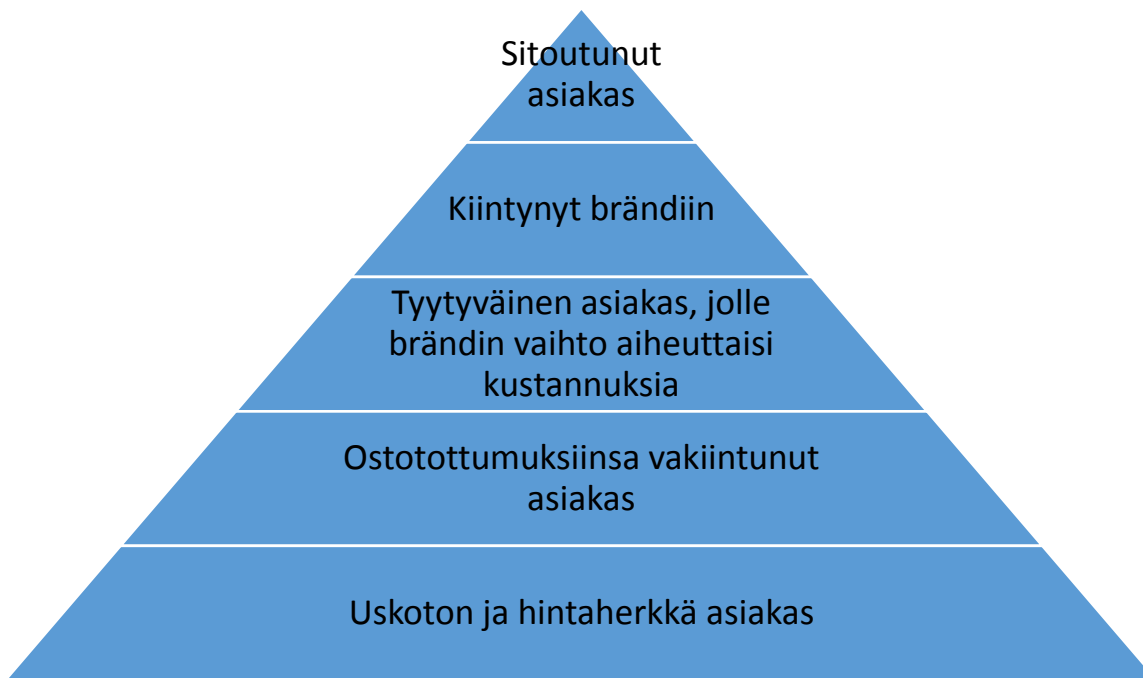 Sitoutunut
asiakas
Kiintynyt brändiin
Tyytyväinen asiakas, jolle
brändin vaihto aiheuttaisi
kustannuksia
Ostotottumuksiinsa vakiintunut
asiakas
Uskoton ja hintaherkkä asiakas